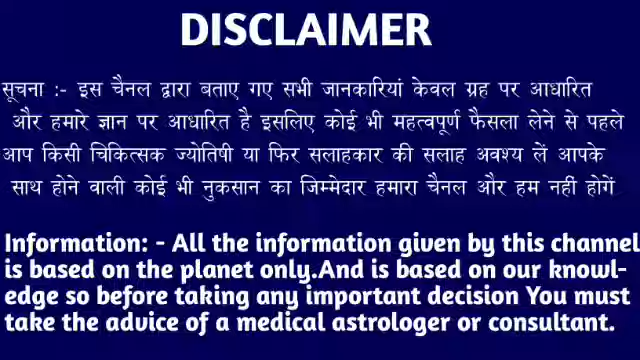 DISCLAIMER
सूचना :- इस चैनल द्वारा बताए गए सभी जानकारियां केवल ग्रह पर आधारित
और हमारे ज्ञान पर आधारित है इसलिए कोई भी महत्वपूर्ण फैसला लेने से पहले
आप किसी चिकित्सक ज्योतिषी या फिर सलाहकार की सलाह अवश्य लें आपके
साथ होने वाली कोई भी नुकसान का जिम्मेदार हमारा चैनल और हम नहीं होगें
Information: - All the information given by this channel
is based on the planet only.And is based on our knowl-
edge so before taking any important decision You must
take the advice of a medical astrologer or consultant.